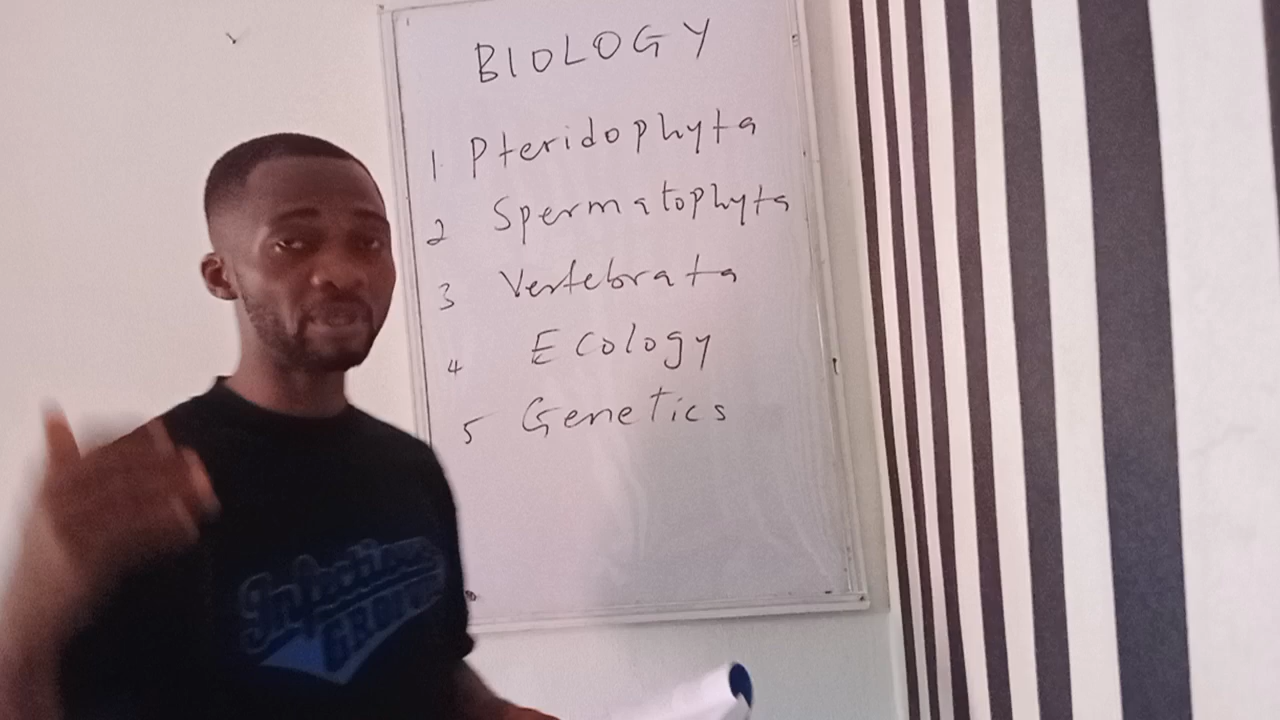 BIOLOGY
1. Pteridophyta
2 Spermatophyta
3 Vertebrata
4 Ecology
5 Genetics